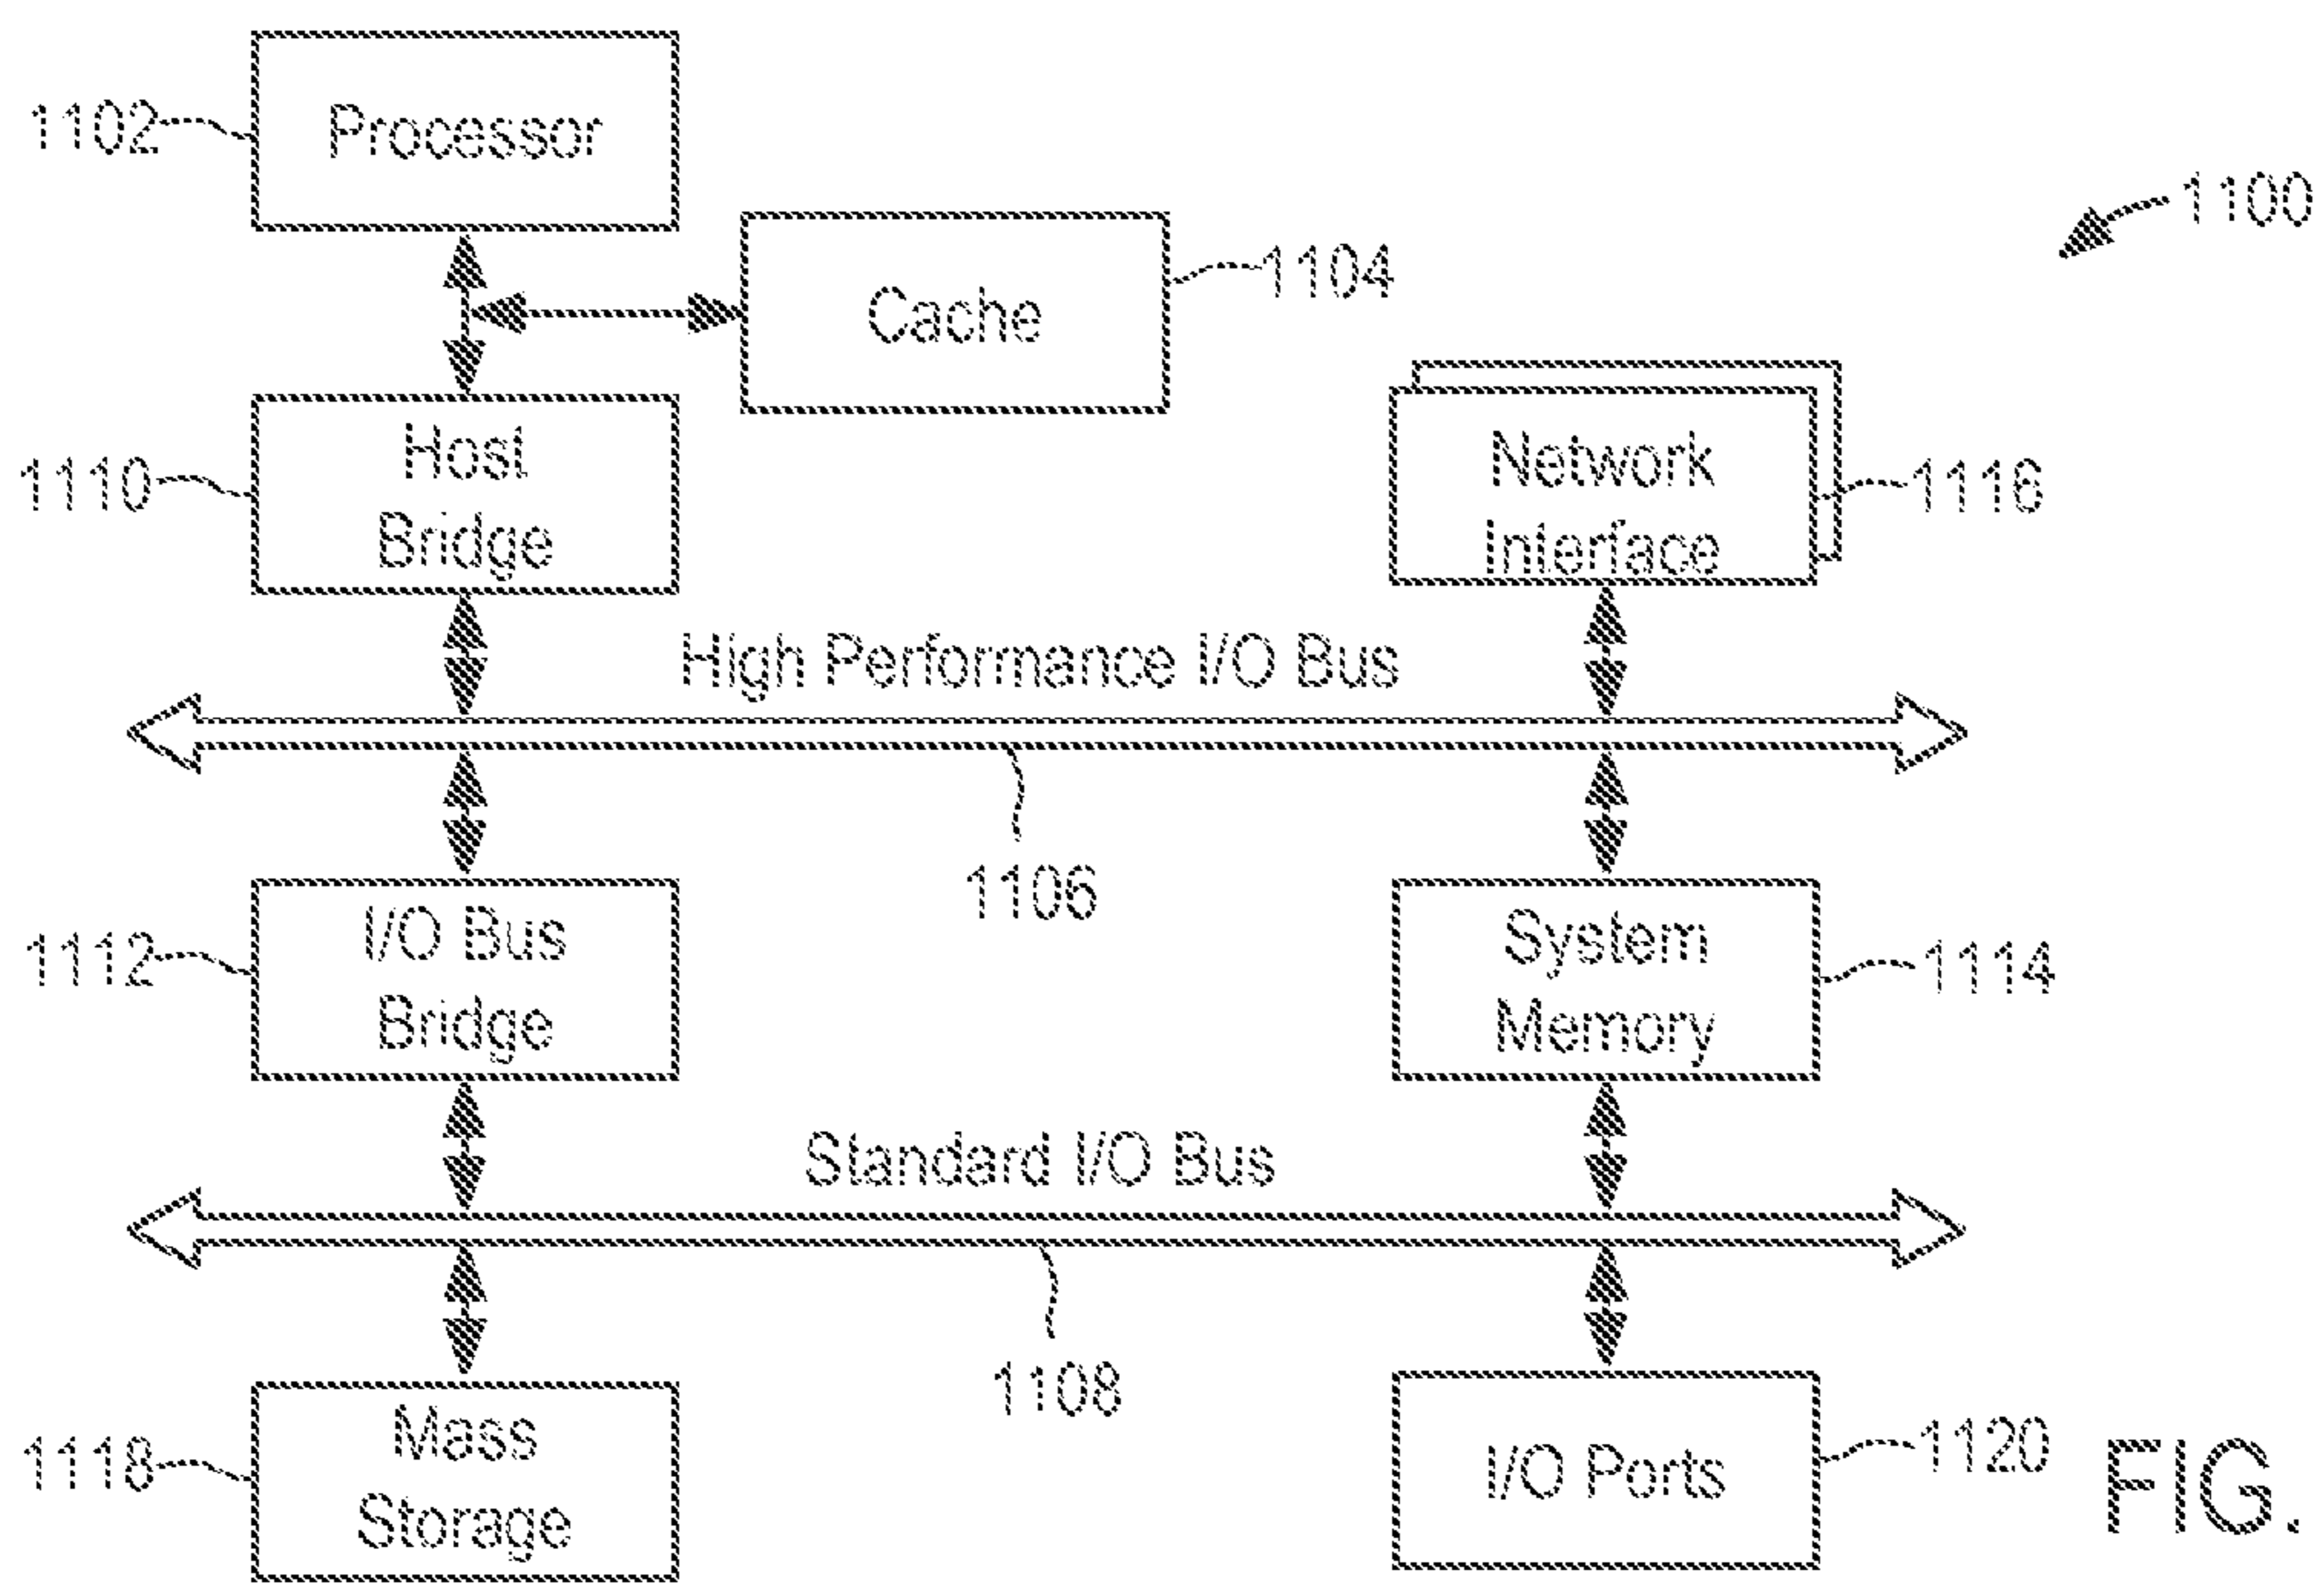 1102
Processor
1100
1104
Cache
1110
Host
Bridge
Network
Interface
1116
High Performance I/O Bus
1106
1112
I/O Bus
Bridge
System
Memory
1114
Standard I/O Bus
1108
1118
Mass
Storage
I/O Ports
1120
FIG.